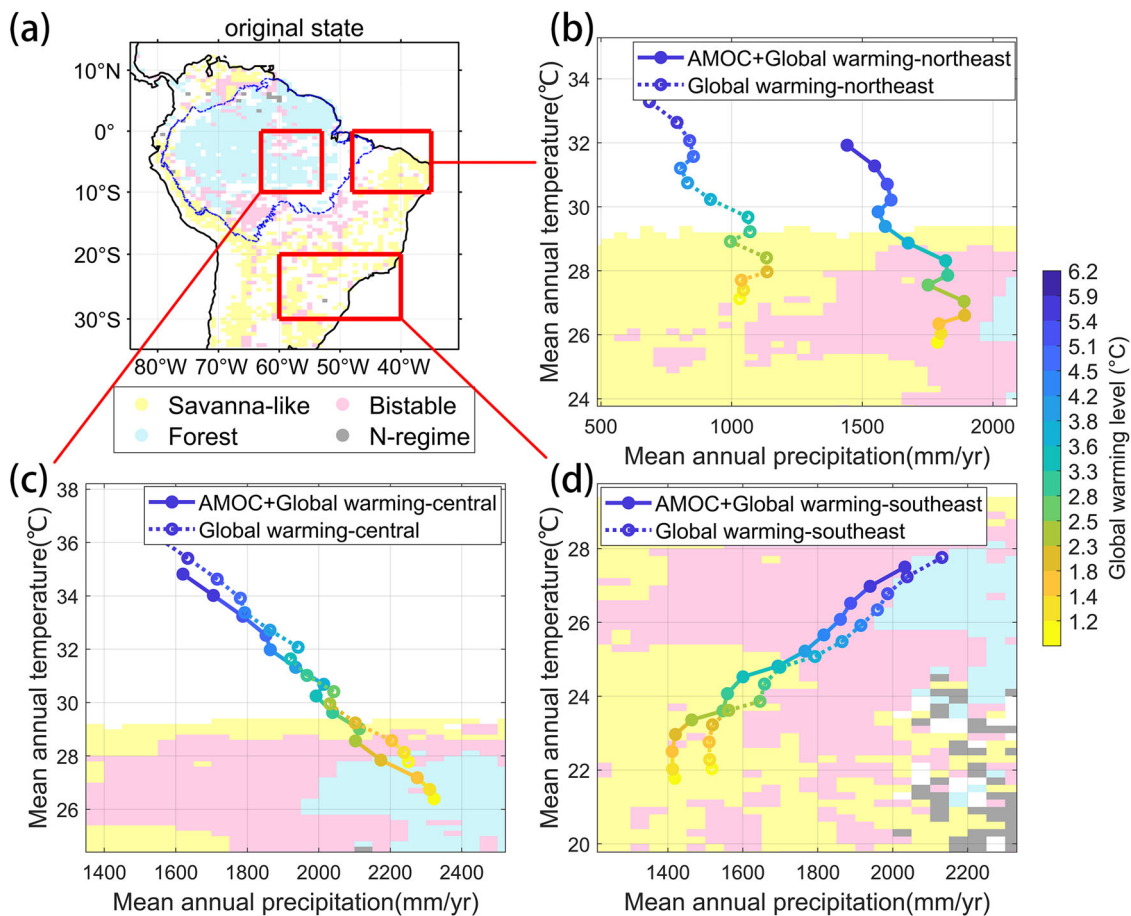 (a)
original state
10°N
0°
10°S
20°S
30°S
80°W 70°W 60°W 50°W 40°W
Savanna-like
Bistable
Forest
N-regime
(b)
AMOC+Global warming-northeast
Global warming-northeast
Mean annual temperature(℃)
34
32
30
28
26
24
500 1000 1500 2000
Mean annual precipitation(mm/yr)
6.2
5.9
5.4
5.1
4.5
4.2
3.6
3.3
2.8
2.5
2.3
1.8
1.4
1.2
Global warming level (℃)
(c)
AMOC+Global warming-central
Global warming-central
Mean annual temperature(℃)
38
36
34
32
30
28
26
1400 1600 1800 2000 2200 2400
Mean annual precipitation(mm/yr)
(d)
AMOC+Global warming-southeast
Global warming-southeast
Mean annual temperature(℃)
28
26
24
22
20
1400 1600 1800 2000 2200
Mean annual precipitation(mm/yr)